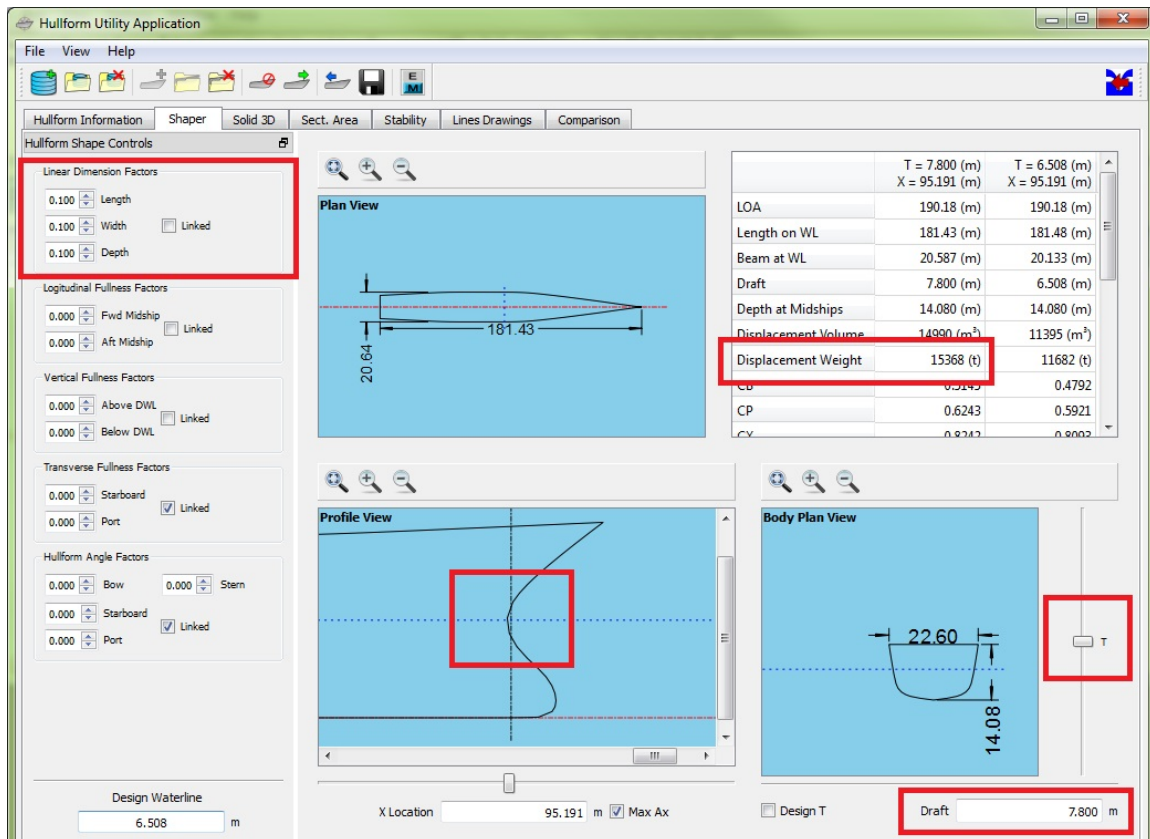 Hullform Utility Application
File View Help
E
M
Hullform Information Shaper Solid 3D Sect. Area Stability Lines Drawings Comparison
Hullform Shape Controls
Linear Dimension Factors
0.100 Length
0.100 Width Linked
0.100 Depth
Logitudinal Fullness Factors
0.000 Fwd Midship
Linked
0.000 Aft Midship
Vertical Fullness Factors
0.000 Above DWL
Linked
0.000 Below DWL
Transverse Fullness Factors
0.000 Starboard
Linked
0.000 Port
Hullform Angle Factors
0.000 Bow 0.000 Stern
0.000 Starboard
Linked
0.000 Port
Design Waterline
6.508 m
Plan View
181.43
20.64
T = 7.800 (m) T = 6.508 (m)
X = 95.191 (m) X = 95.191 (m)
LOA 190.18 (m) 190.18 (m)
Length on WL 181.43 (m) 181.48 (m)
Beam at WL 20.587 (m) 20.133 (m)
Draft 7.800 (m) 6.508 (m)
Depth at Midships 14.080 (m) 14.080 (m)
Displacement Volume 14990 (m³) 11395 (m³)
Displacement Weight 15368 (t) 11682 (t)
CB 0.5145 0.4792
CP 0.6243 0.5921
CX 0.8242 0.8093
Profile View
X Location 95.191 m Max Ax
Body Plan View
22.60
14.08
T
Design T Draft 7.800 m